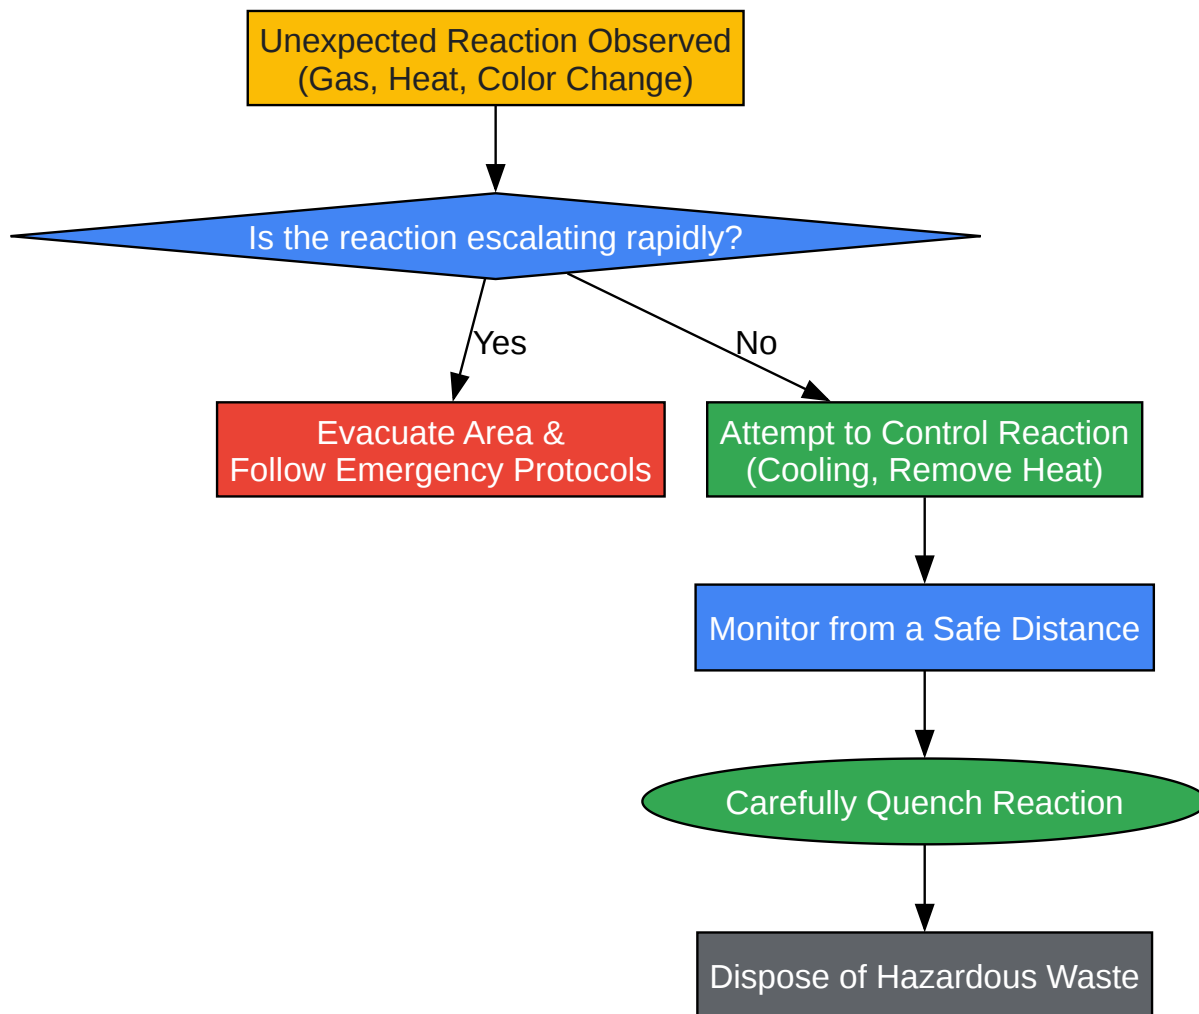 Unexpected Reaction Observed
(Gas, Heat, Color Change)
Is the reaction escalating rapidly?
Yes
No
Evacuate Area &
Follow Emergency Protocols
Attempt to Control Reaction
(Cooling, Remove Heat)
Monitor from a Safe Distance
Carefully Quench Reaction
Dispose of Hazardous Waste